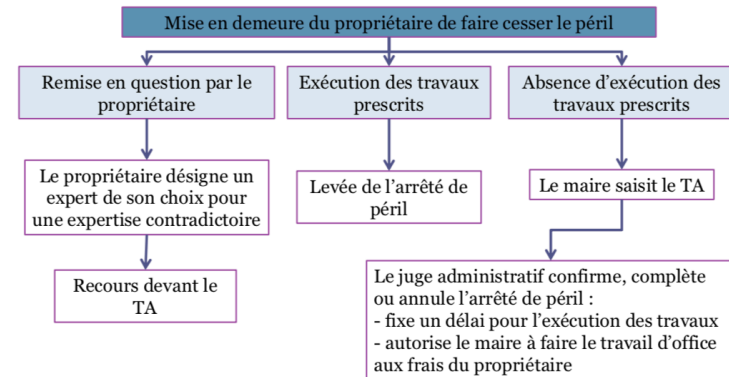 Mise en demeure du propriétaire de faire cesser le péril
Remise en question par le
propriétaire
Exécution des travaux
prescrits
Absence d'exécution des
travaux prescrits
Le propriétaire désigne un
expert de son choix pour
une expertise contradictoire
Levée de l'arrêté de
péril
Le maire saisit le TA
Recours devant le
TA
Le juge administratif confirme, complète
ou annule l'arrêté de péril :
- fixe un délai pour l'exécution des travaux
- autorise le maire à faire le travail d'office
aux frais du propriétaire